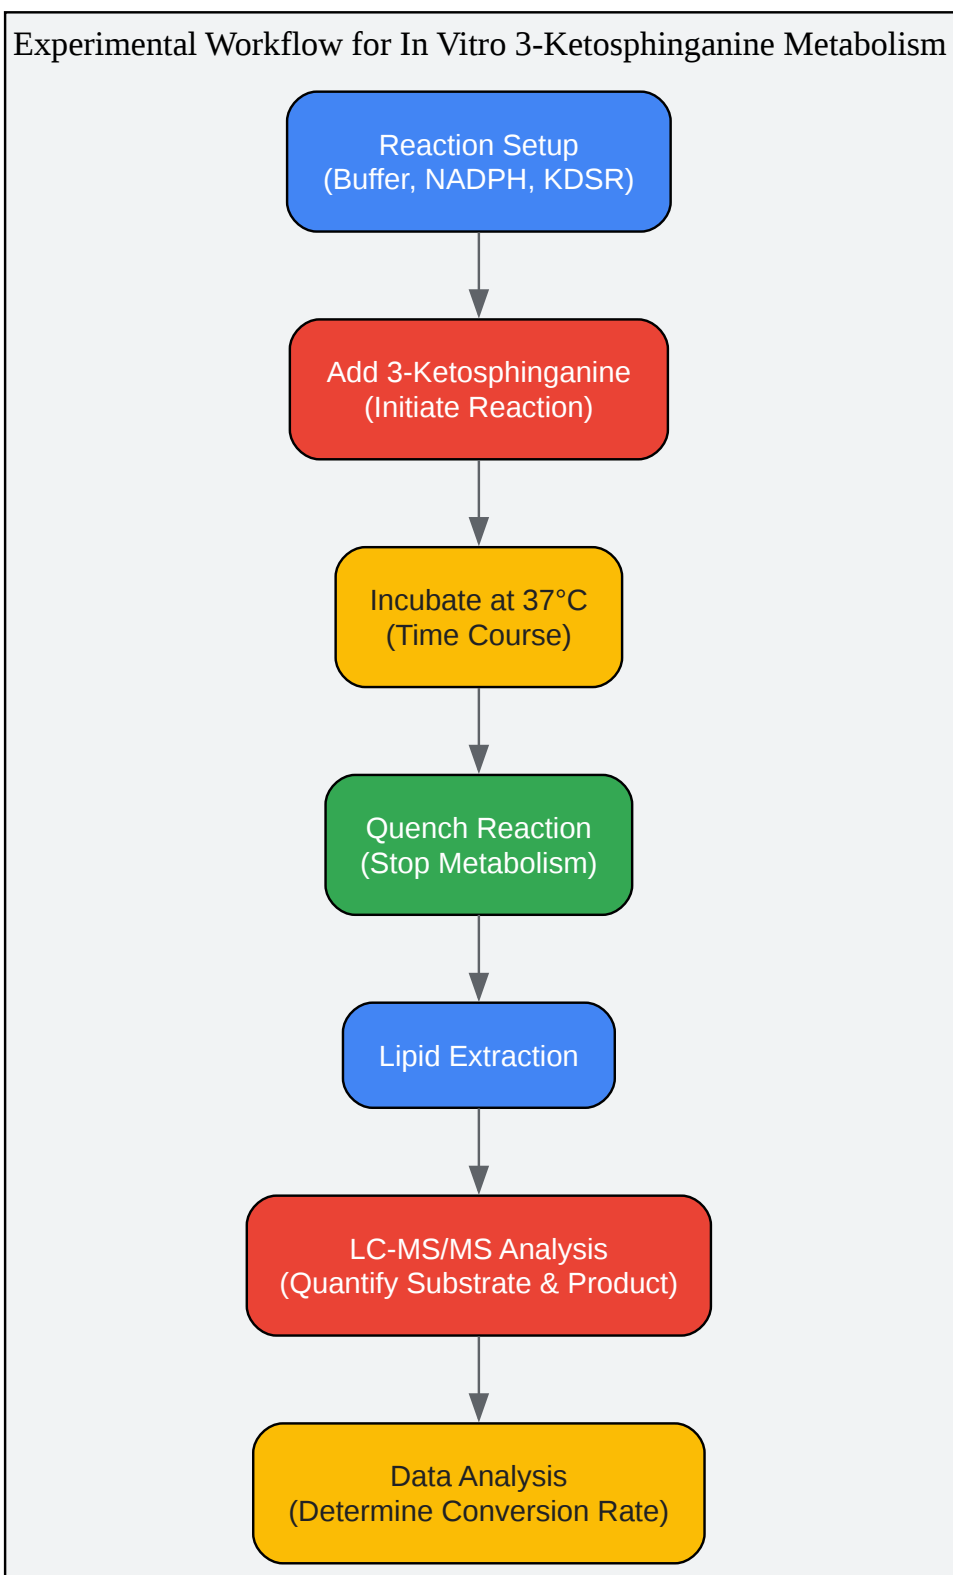 Experimental Workflow for In Vitro 3-Ketosphinganine Metabolism
Reaction Setup
(Buffer, NADPH, KDSR)
Add 3-Ketosphinganine
(Initiate Reaction)
Incubate at 37°C
(Time Course)
Quench Reaction
(Stop Metabolism)
Lipid Extraction
LC-MS/MS Analysis
(Quantify Substrate & Product)
Data Analysis
(Determine Conversion Rate)